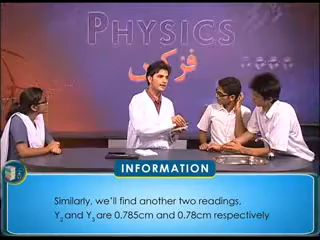 PHYSICS
فزکس
INFORMATION
Similarly, we'll find another two readings,
Y2 and Y3 are 0.785cm and 0.78cm respectively